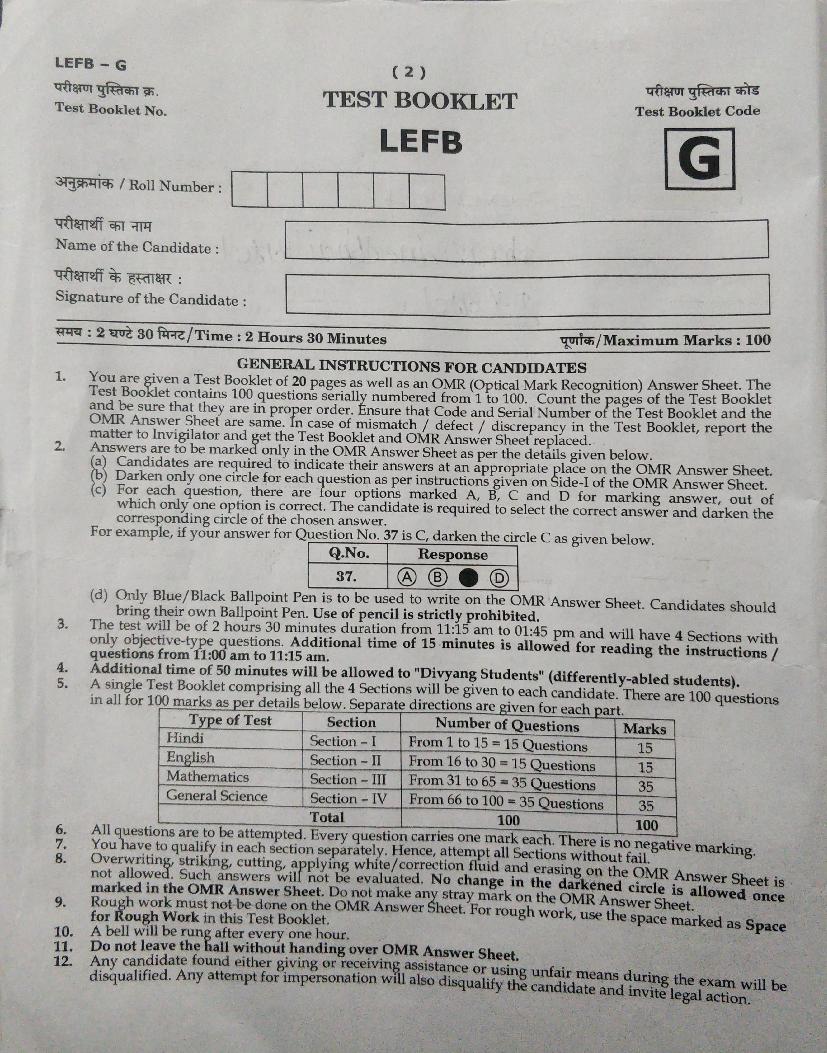 LEFB – G
( 2 )
परीक्षण पुस्तिका क्र.
Test Booklet No.
TEST BOOKLET
परीक्षण पुस्तिका कोड
Test Booklet Code
LEFB
G
अनुक्रमांक / Roll Number :
परीक्षार्थी का नाम
Name of the Candidate :
परीक्षार्थी के हस्ताक्षर :
Signature of the Candidate :
समय : 2 घण्टे 30 मिनट/Time : 2 Hours 30 Minutes
पूर्णांक/Maximum Marks : 100
GENERAL INSTRUCTIONS FOR CANDIDATES
1. You are given a Test Booklet of 20 pages as well as an OMR (Optical Mark Recognition) Answer Sheet. The
Test Booklet contains 100 questions serially numbered from 1 to 100. Count the pages of the Test Booklet
and be sure that they are in proper order. Ensure that Code and Serial Number of the Test Booklet and the
OMR Answer Sheet are same. In case of mismatch / defect / discrepancy in the Test Booklet, report the
matter to Invigilator and get the Test Booklet and OMR Answer Sheet replaced.
2. Answers are to be marked only in the OMR Answer Sheet as per the details given below.
(a) Candidates are required to indicate their answers at an appropriate place on the OMR Answer Sheet.
(b) Darken only one circle for each question as per instructions given on Side-I of the OMR Answer Sheet.
(c) For each question, there are four options marked A, B, C and D for marking answer, out of
which only one option is correct. The candidate is required to select the correct answer and darken the
corresponding circle of the chosen answer.
For example, if your answer for Question No. 37 is C, darken the circle C as given below.
Q.No. Response
37. A B D
(d) Only Blue/Black Ballpoint Pen is to be used to write on the OMR Answer Sheet. Candidates should
bring their own Ballpoint Pen. Use of pencil is strictly prohibited.
3. The test will be of 2 hours 30 minutes duration from 11:15 am to 01:45 pm and will have 4 Sections with
only objective-type questions. Additional time of 15 minutes is allowed for reading the instructions /
questions from 11:00 am to 11:15 am.
4. Additional time of 50 minutes will be allowed to "Divyang Students" (differently-abled students).
5. A single Test Booklet comprising all the 4 Sections will be given to each candidate. There are 100 questions
in all for 100 marks as per details below. Separate directions are given for each part.
Type of Test Section Number of Questions Marks
Hindi Section – I From 1 to 15 = 15 Questions 15
English Section – II From 16 to 30 = 15 Questions 15
Mathematics Section – III From 31 to 65 = 35 Questions 35
General Science Section – IV From 66 to 100 = 35 Questions 35
Total 100 100
6. All questions are to be attempted. Every question carries one mark each. There is no negative marking.
7. You have to qualify in each section separately. Hence, attempt all Sections without fail.
8. Overwriting, striking, cutting, applying white/correction fluid and erasing on the OMR Answer Sheet is
not allowed. Such answers will not be evaluated. No change in the darkened circle is allowed once
marked in the OMR Answer Sheet. Do not make any stray mark on the OMR Answer Sheet.
9. Rough work must not be done on the OMR Answer Sheet. For rough work, use the space marked as Space
for Rough Work in this Test Booklet.
10. A bell will be rung after every one hour.
11. Do not leave the hall without handing over OMR Answer Sheet.
12. Any candidate found either giving or receiving assistance or using unfair means during the exam will be
disqualified. Any attempt for impersonation will also disqualify the candidate and invite legal action.